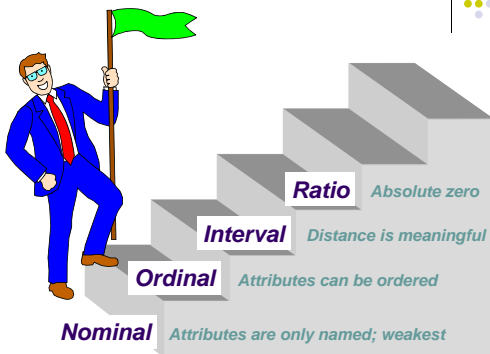 Ratio Absolute zero
Interval Distance is meaningful
Ordinal Attributes can be ordered
Nominal Attributes are only named; weakest